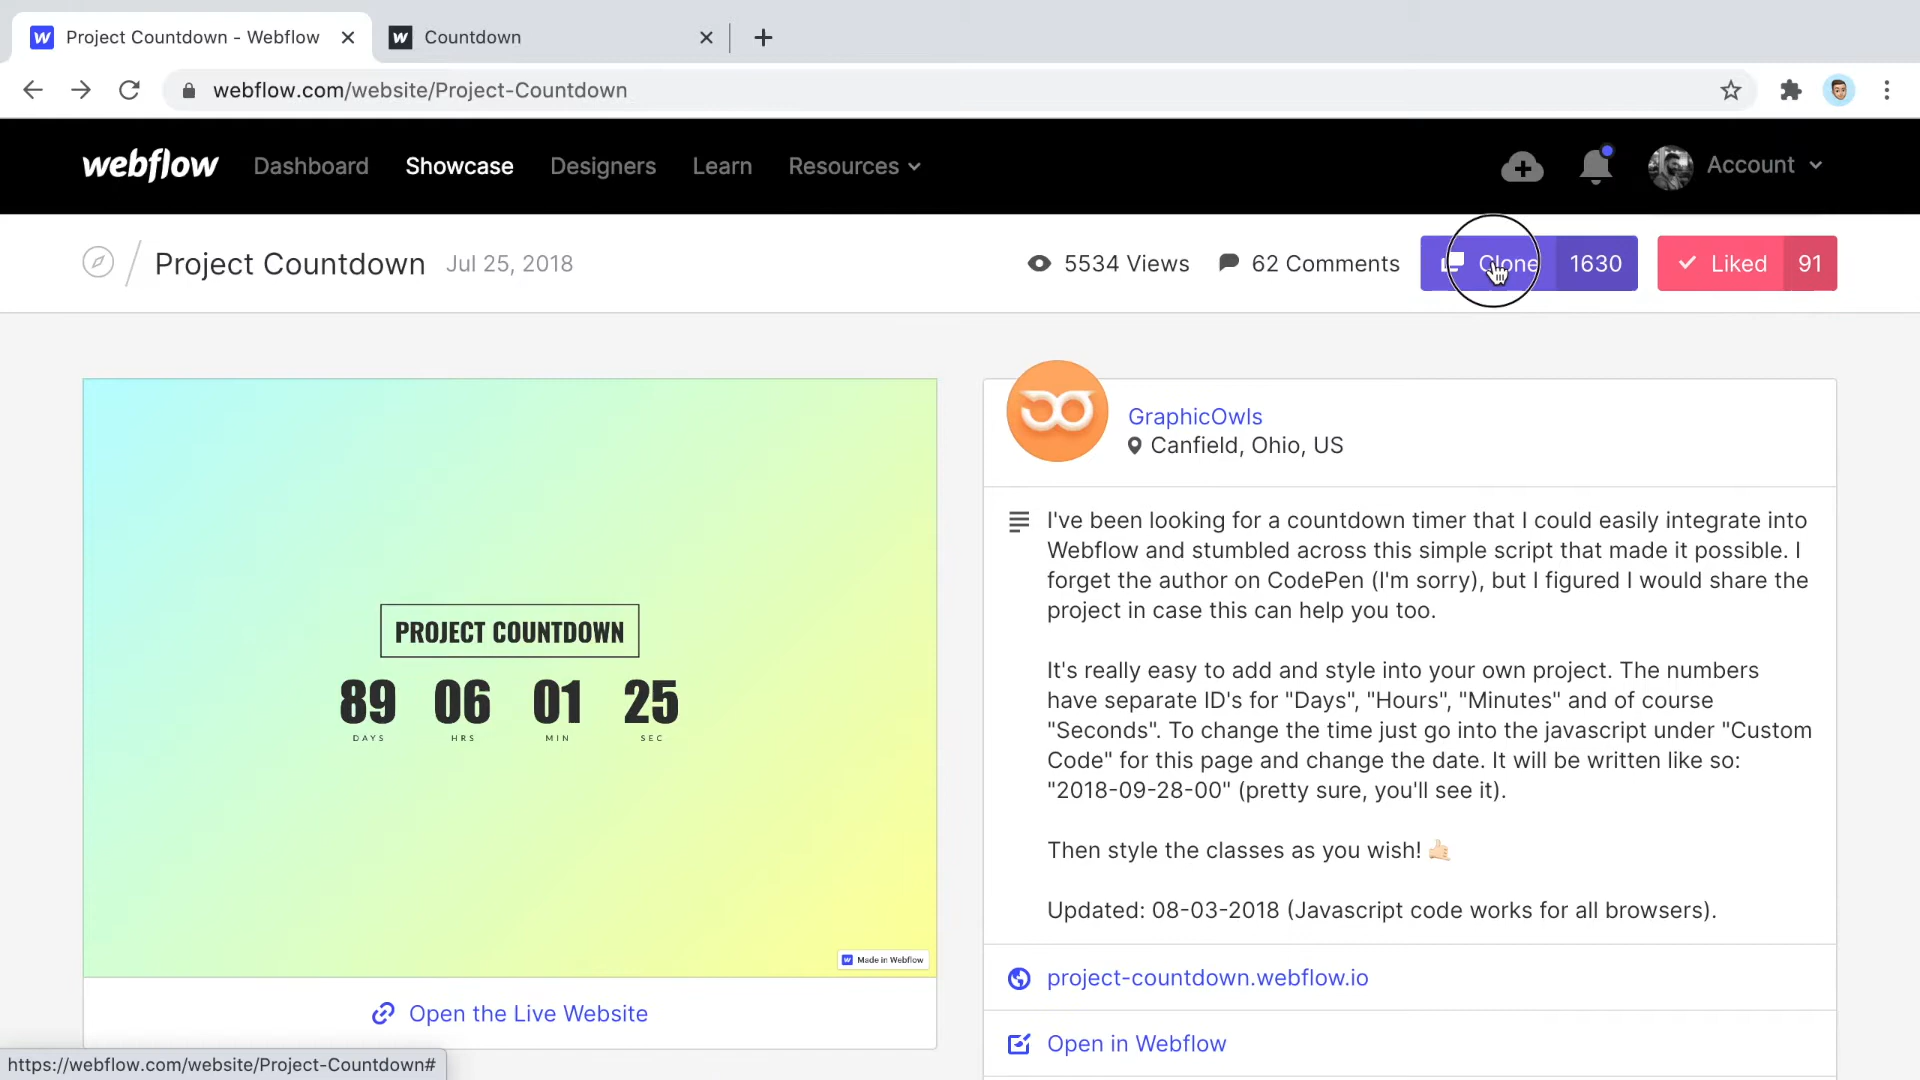 Project Countdown - Webflow
Countdown
webflow.com/website/Project-Countdown
webflow
Dashboard
Showcase
Designers
Learn
Resources
Account
Project Countdown
Jul 25, 2018
5534 Views
62 Comments
Clone
1630
Liked
91
PROJECT COUNTDOWN
89 06 01 25
DAYS HRS MIN SEC
Made in Webflow
Open the Live Website
GraphicOwls
Canfield, Ohio, US
I've been looking for a countdown timer that I could easily integrate into
Webflow and stumbled across this simple script that made it possible. I
forget the author on CodePen (I'm sorry), but I figured I would share the
project in case this can help you too.
It's really easy to add and style into your own project. The numbers
have separate ID's for "Days", "Hours", "Minutes" and of course
"Seconds". To change the time just go into the javascript under "Custom
Code" for this page and change the date. It will be written like so:
"2018-09-28-00" (pretty sure, you'll see it).
Then style the classes as you wish! 🤙🏻
Updated: 08-03-2018 (Javascript code works for all browsers).
project-countdown.webflow.io
Open in Webflow
https://webflow.com/website/Project-Countdown#